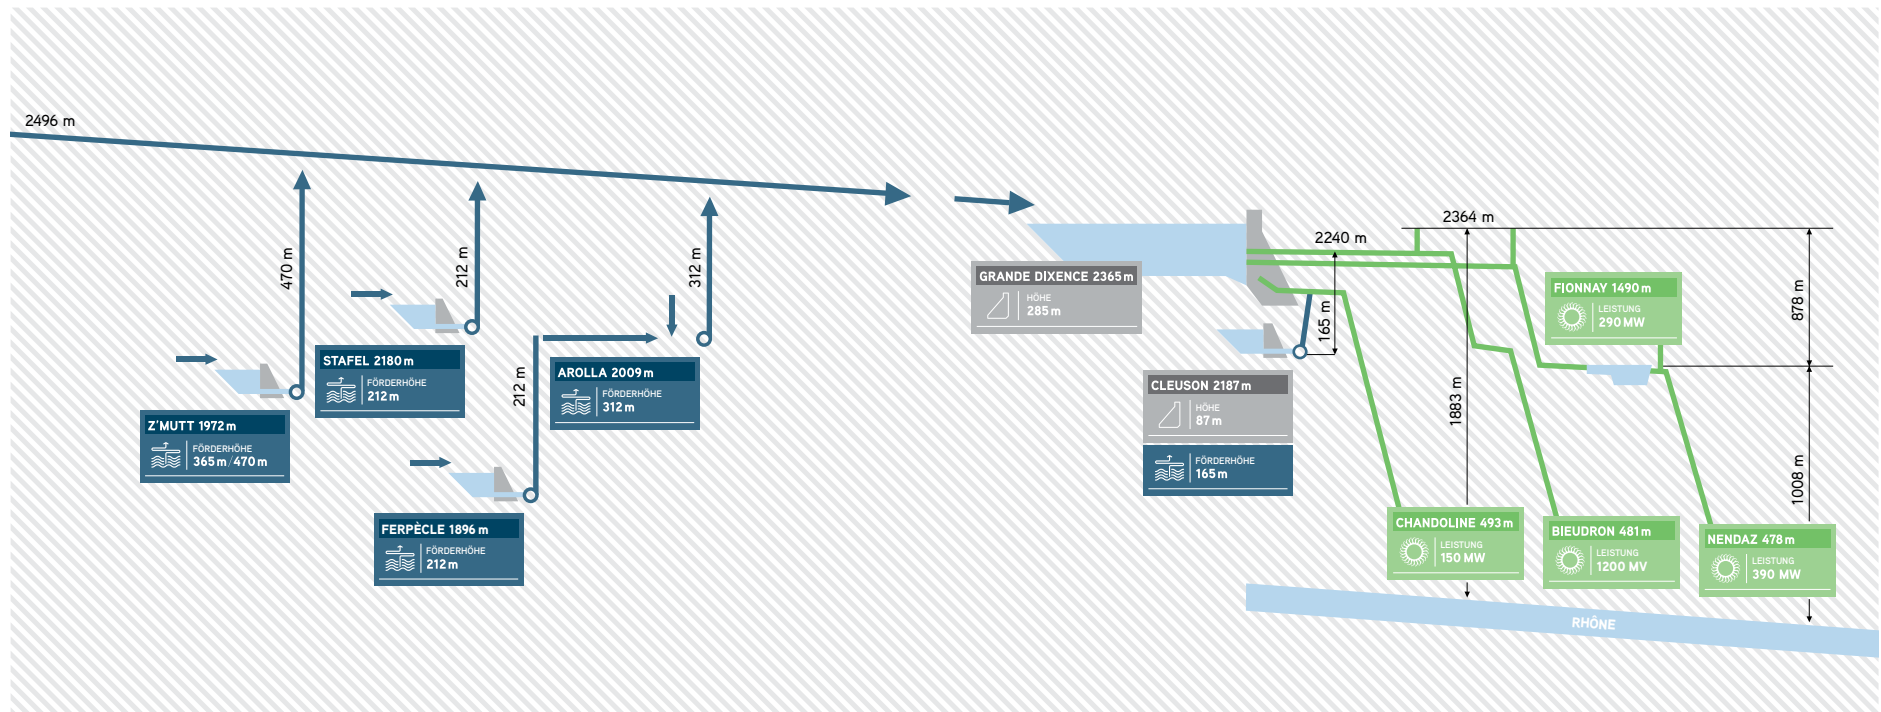 2496 m
470 m
212 m
312 m
212 m
STAFEL 2180 m
FÖRDERHÖHE
212 m
AROLLA 2009 m
FÖRDERHÖHE
312 m
Z'MUTT 1972 m
FÖRDERHÖHE
365 m/470 m
FERPÈCLE 1896 m
FÖRDERHÖHE
212 m
GRANDE DIXENCE 2365 m
HÖHE
285 m
2240 m
165 m
CLEUSON 2187 m
HÖHE
87 m
FÖRDERHÖHE
165 m
2364 m
1883 m
878 m
1008 m
FIONNAY 1490 m
LEISTUNG
290 MW
CHANDOLINE 493 m
LEISTUNG
150 MW
BIEUDRON 481 m
LEISTUNG
1200 MV
NENDAZ 478 m
LEISTUNG
390 MW
RHÔNE